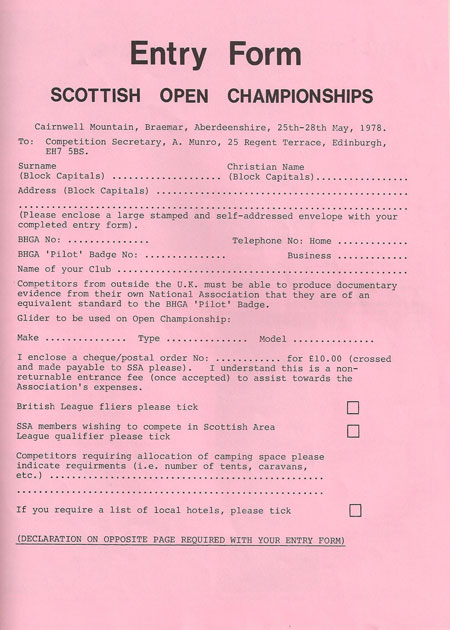 Entry Form
SCOTTISH OPEN CHAMPIONSHIPS
Cairnwell Mountain, Braemar, Aberdeenshire, 25th-28th May, 1978.
To: Competition Secretary, A. Munro, 25 Regent Terrace, Edinburgh,
EH7 5BS.
Surname Christian Name
(Block Capitals) .................... (Block Capitals).................
Address (Block Capitals) ..............................................
.......................................................................
(Please enclose a large stamped and self-addressed envelope with your
completed entry form).
BHGA No: ............... Telephone No: Home .............
BHGA 'Pilot' Badge No: ............... Business .............
Name of your Club .....................................................
Competitors from outside the U.K. must be able to produce documentary
evidence from their own National Association that they are of an
equivalent standard to the BHGA 'Pilot' Badge.
Glider to be used on Open Championship:
Make ............... Type ............... Model ...............
I enclose a cheque/postal order No: ............ for £10.00 (crossed
and made payable to SSA please). I understand this is a non-
returnable entrance fee (once accepted) to assist towards the
Association's expenses.
British League fliers please tick
SSA members wishing to compete in Scottish Area
League qualifier please tick
Competitors requiring allocation of camping space please
indicate requirments (i.e. number of tents, caravans,
etc.) ..................................................
........................................................
If you require a list of local hotels, please tick
(DECLARATION ON OPPOSITE PAGE REQUIRED WITH YOUR ENTRY FORM)